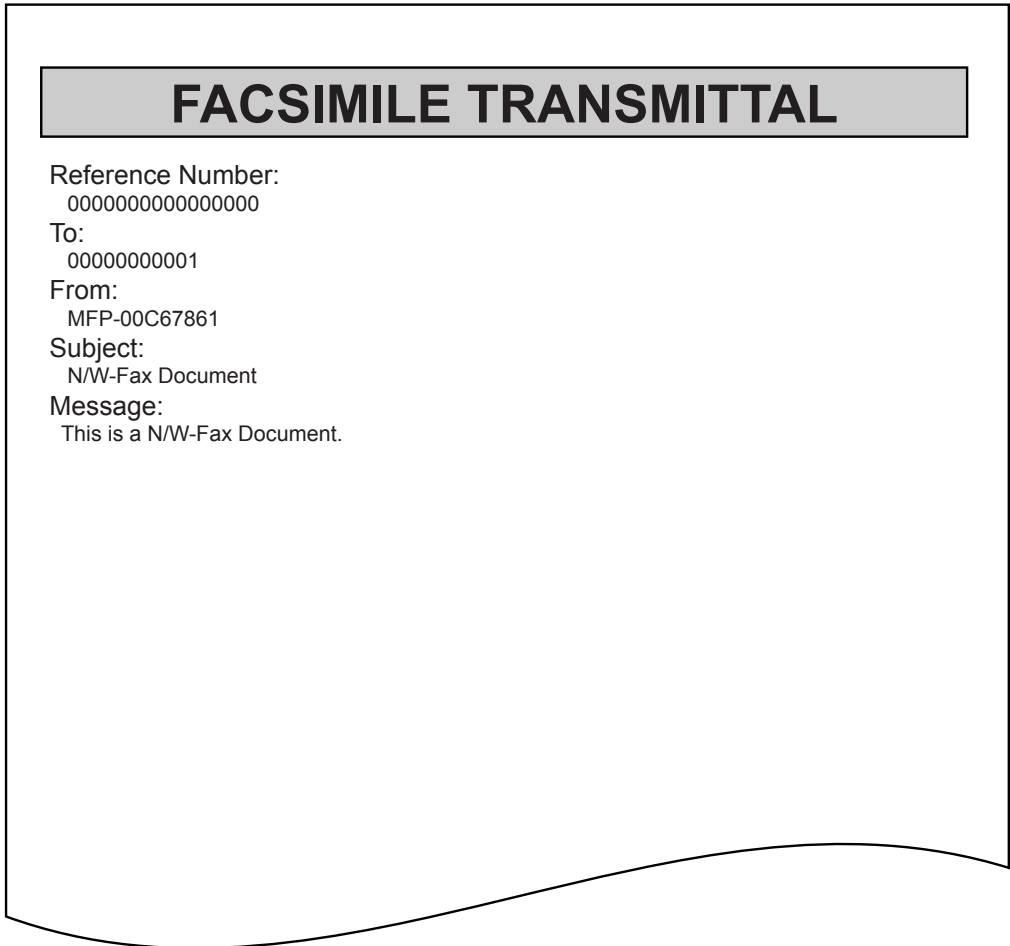 FACSIMILE TRANSMITTAL
Reference Number:
0000000000000000
To:
00000000001
From:
MFP-00C67861
Subject:
N/W-Fax Document
Message:
This is a N/W-Fax Document.